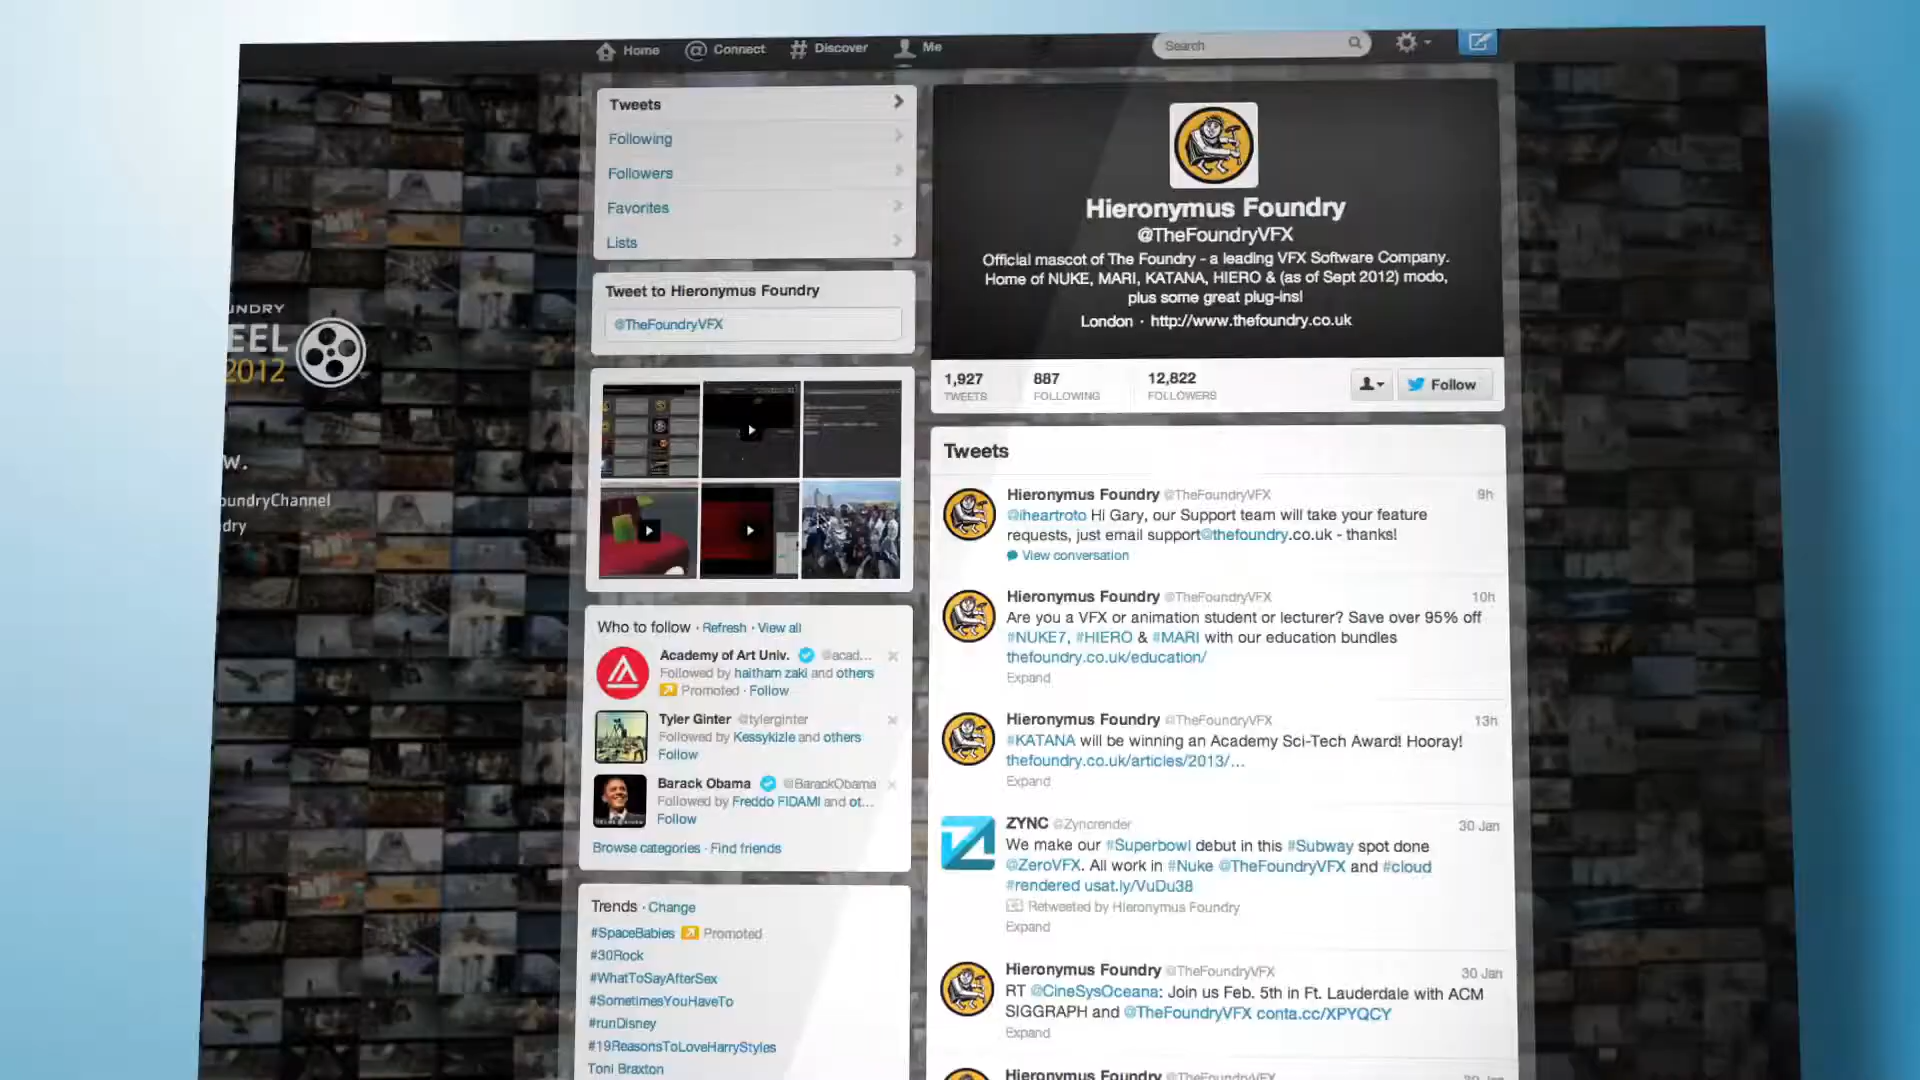 Home
Connect
Discover
Me
Search
UNDRY
EEL
2012
w.
oundryChannel
dry
Tweets
Following
Followers
Favorites
Lists
Tweet to Hieronymus Foundry
@TheFoundryVFX
Who to follow · Refresh · View all
Academy of Art Univ. @acad...
Followed by haitham zaki and others
Promoted · Follow
Tyler Ginter @tylerginter
Followed by Kessykizle and others
Follow
Barack Obama @BarackObama
Followed by Freddo FIDAMI and ot...
Follow
Browse categories · Find friends
Trends · Change
#SpaceBabies Promoted
#30Rock
#WhatToSayAfterSex
#SometimesYouHaveTo
#runDisney
#19ReasonsToLoveHarryStyles
Toni Braxton
Hieronymus Foundry
@TheFoundryVFX
Official mascot of The Foundry - a leading VFX Software Company.
Home of NUKE, MARI, KATANA, HIERO & (as of Sept 2012) modo,
plus some great plug-ins!
London · http://www.thefoundry.co.uk
1,927 887 12,822
TWEETS FOLLOWING FOLLOWERS
Follow
Tweets
Hieronymus Foundry @TheFoundryVFX 9h
@iheartroto Hi Gary, our Support team will take your feature
requests, just email support@thefoundry.co.uk - thanks!
View conversation
Hieronymus Foundry @TheFoundryVFX 10h
Are you a VFX or animation student or lecturer? Save over 95% off
#NUKE7, #HIERO & #MARI with our education bundles
thefoundry.co.uk/education/
Expand
Hieronymus Foundry @TheFoundryVFX 13h
#KATANA will be winning an Academy Sci-Tech Award! Hooray!
thefoundry.co.uk/articles/2013/...
Expand
ZYNC @Zyncrender 30 Jan
We make our #Superbowl debut in this #Subway spot done
@ZeroVFX. All work in #Nuke @TheFoundryVFX and #cloud
#rendered usat.ly/VuDu38
Retweeted by Hieronymus Foundry
Expand
Hieronymus Foundry @TheFoundryVFX 30 Jan
RT @CineSysOceana: Join us Feb. 5th in Ft. Lauderdale with ACM
SIGGRAPH and @TheFoundryVFX conta.cc/XPYQCY
Expand
Hieronymus Foundry @TheFoundryVFX 30 Jan